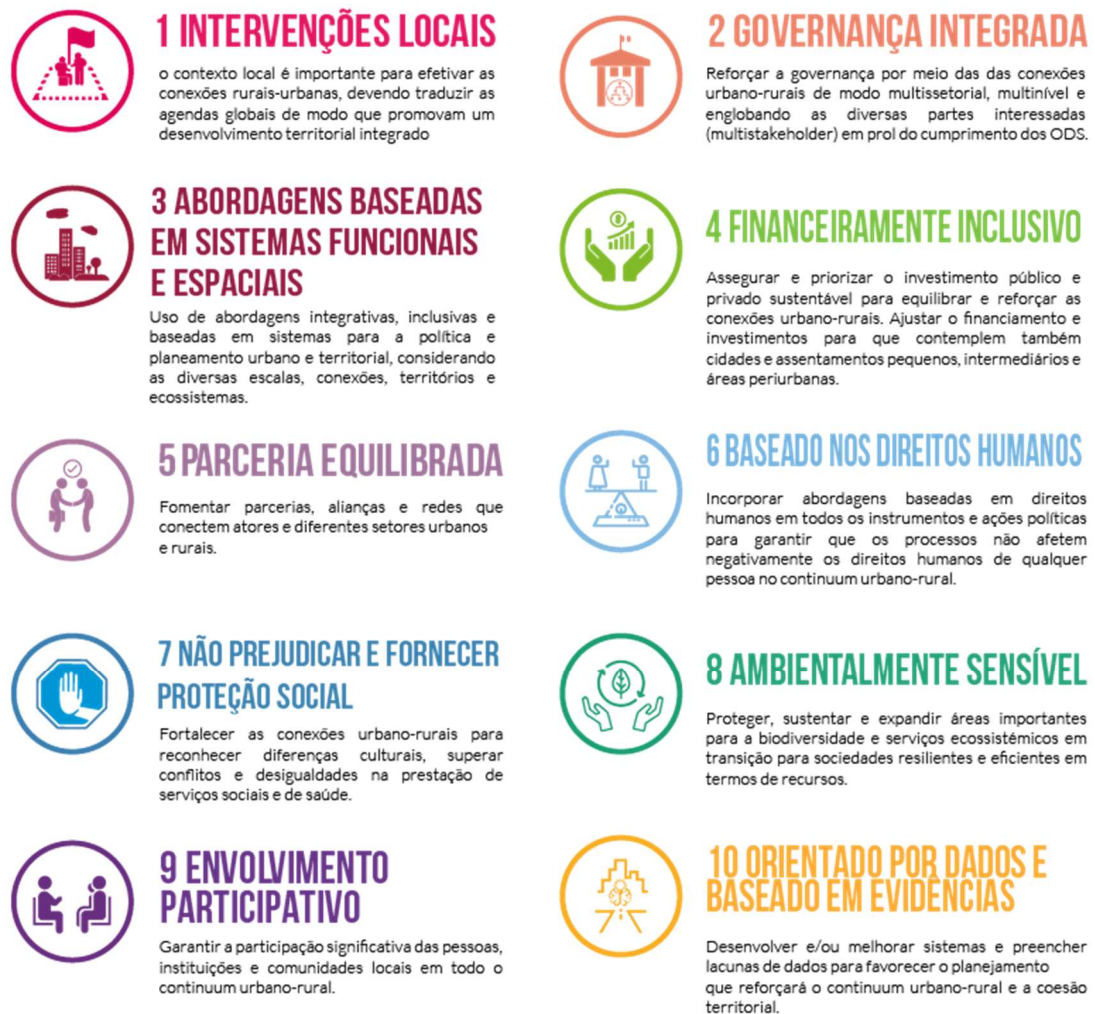 1 INTERVENÇÕES LOCAIS
o contexto local é importante para efetivar as
conexões rurais-urbanas, devendo traduzir as
agendas globais de modo que promovam um
desenvolvimento territorial integrado
2 GOVERNANÇA INTEGRADA
Reforçar a governança por meio das das conexões
urbano-rurais de modo multissetorial, multinível e
englobando as diversas partes interessadas
(multistakeholder) em prol do cumprimento dos ODS.
3 ABORDAGENS BASEADAS
EM SISTEMAS FUNCIONAIS
E ESPACIAIS
Uso de abordagens integrativas, inclusivas e
baseadas em sistemas para a política e
planeamento urbano e territorial, considerando
as diversas escalas, conexões, territórios e
ecossistemas.
4 FINANCEIRAMENTE INCLUSIVO
Assegurar e priorizar o investimento público e
privado sustentável para equilibrar e reforçar as
conexões urbano-rurais. Ajustar o financiamento e
investimentos para que contemplem também
cidades e assentamentos pequenos, intermediários e
áreas periurbanas.
5 PARCERIA EQUILIBRADA
Fomentar parcerias, alianças e redes que
conectem atores e diferentes setores urbanos
e rurais.
6 BASEADO NOS DIREITOS HUMANOS
Incorporar abordagens baseadas em direitos
humanos em todos os instrumentos e ações políticas
para garantir que os processos não afetem
negativamente os direitos humanos de qualquer
pessoa no continuum urbano-rural.
7 NÃO PREJUDICAR E FORNECER
PROTEÇÃO SOCIAL
Fortalecer as conexões urbano-rurais para
reconhecer diferenças culturais, superar
conflitos e desigualdades na prestação de
serviços sociais e de saúde.
8 AMBIENTALMENTE SENSÍVEL
Proteger, sustentar e expandir áreas importantes
para a biodiversidade e serviços ecossistémicos em
transição para sociedades resilientes e eficientes em
termos de recursos.
9 ENVOLVIMENTO
PARTICIPATIVO
Garantir a participação significativa das pessoas,
instituições e comunidades locais em todo o
continuum urbano-rural.
10 ORIENTADO POR DADOS E
BASEADO EM EVIDÊNCIAS
Desenvolver e/ou melhorar sistemas e preencher
lacunas de dados para favorecer o planejamento
que reforçará o continuum urbano-rural e a coesão
territorial.